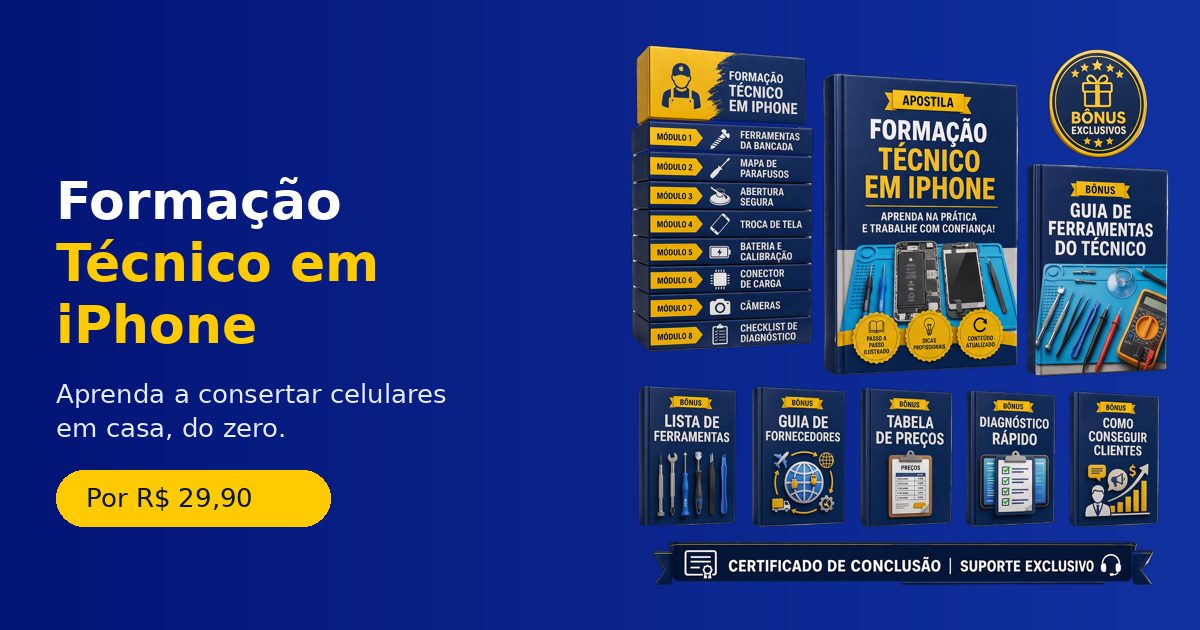 Formação
Técnico em
iPhone
Aprenda a consertar celulares
em casa, do zero.
Por R$ 29,90
FORMAÇÃO
TÉCNICO
EM IPHONE
MÓDULO 1
FERRAMENTAS
DA BANCADA
MÓDULO 2
MAPA DE
PARAFUSOS
MÓDULO 3
ABERTURA
SEGURA
MÓDULO 4
TROCA DE TELA
MÓDULO 5
BATERIA E
CALIBRAÇÃO
MÓDULO 6
CONECTOR
DE CARGA
MÓDULO 7
CÂMERAS
MÓDULO 8
CHECKLIST DE
DIAGNÓSTICO
APOSTILA
FORMAÇÃO
TÉCNICO
EM IPHONE
APRENDA NA PRÁTICA
E TRABALHE COM CONFIANÇA!
PASSO A
PASSO
ILUSTRADO
DICAS
PROFISSIONAIS
CONTEÚDO
ATUALIZADO
BÔNUS
EXCLUSIVOS
BÔNUS
GUIA DE
FERRAMENTAS
DO TÉCNICO
BÔNUS
LISTA DE
FERRAMENTAS
BÔNUS
GUIA DE
FORNECEDORES
BÔNUS
TABELA
DE PREÇOS
PREÇOS
BÔNUS
DIAGNÓSTICO
RÁPIDO
BÔNUS
COMO
CONSEGUIR
CLIENTES
CERTIFICADO DE CONCLUSÃO | SUPORTE EXCLUSIVO